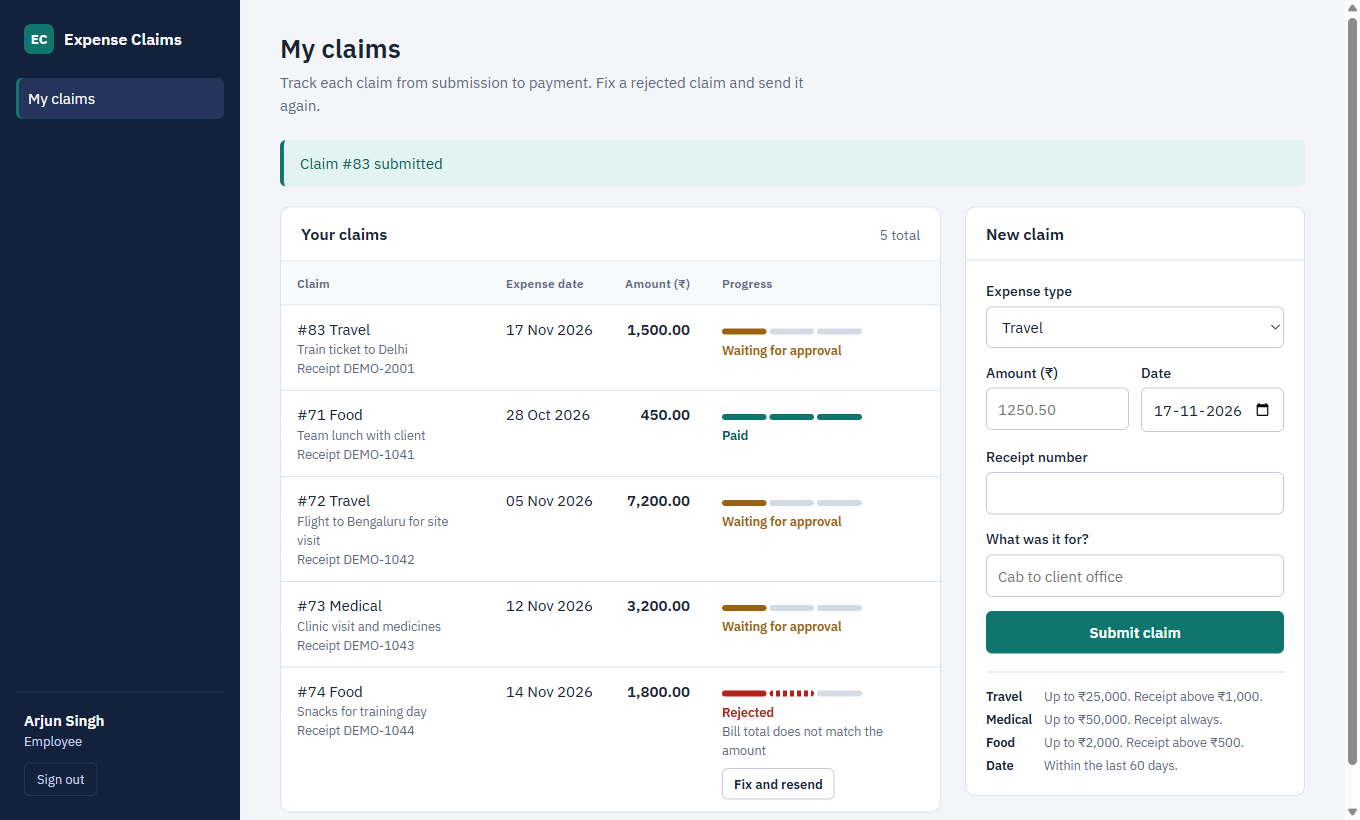 EC Expense Claims
My claims
Arjun Singh
Employee
Sign out
My claims
Track each claim from submission to payment. Fix a rejected claim and send it
again.
Claim #83 submitted
Your claims 5 total
Claim Expense date Amount (₹) Progress
#83 Travel 17 Nov 2026 1,500.00
Train ticket to Delhi Waiting for approval
Receipt DEMO-2001
#71 Food 28 Oct 2026 450.00
Team lunch with client Paid
Receipt DEMO-1041
#72 Travel 05 Nov 2026 7,200.00
Flight to Bengaluru for site Waiting for approval
visit
Receipt DEMO-1042
#73 Medical 12 Nov 2026 3,200.00
Clinic visit and medicines Waiting for approval
Receipt DEMO-1043
#74 Food 14 Nov 2026 1,800.00
Snacks for training day Rejected
Receipt DEMO-1044 Bill total does not match the
amount
Fix and resend
New claim
Expense type
Travel
Amount (₹) Date
1250.50 17-11-2026
Receipt number
What was it for?
Cab to client office
Submit claim
Travel Up to ₹25,000. Receipt above ₹1,000.
Medical Up to ₹50,000. Receipt always.
Food Up to ₹2,000. Receipt above ₹500.
Date Within the last 60 days.